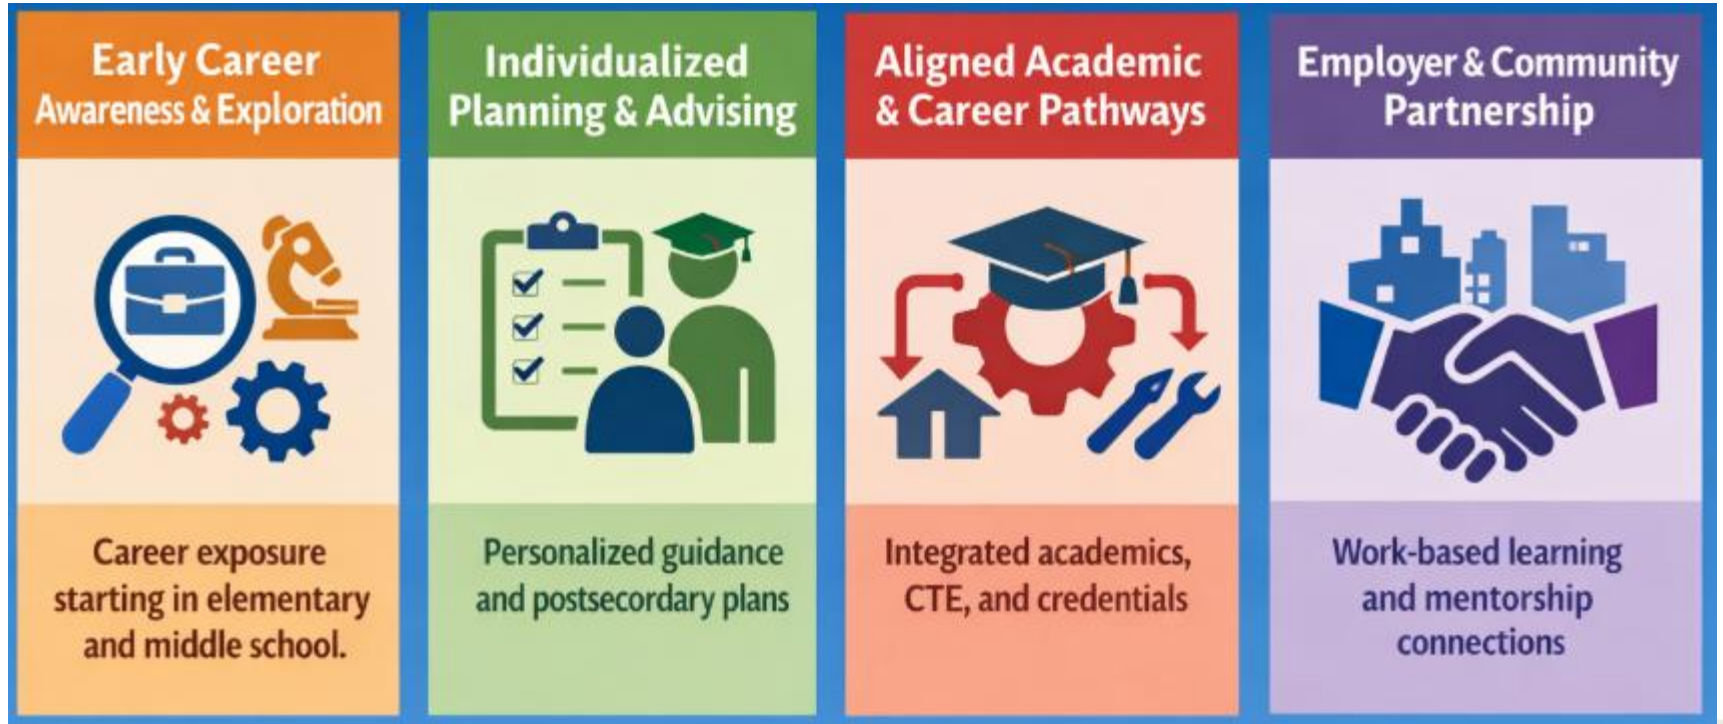 Early Career
Awareness & Exploration
Career exposure
starting in elementary
and middle school.
Individualized
Planning & Advising
Personalized guidance
and postsecordary plans
Aligned Academic
& Career Pathways
Integrated academics,
CTE, and credentials
Employer & Community
Partnership
Work-based learning
and mentorship
connections